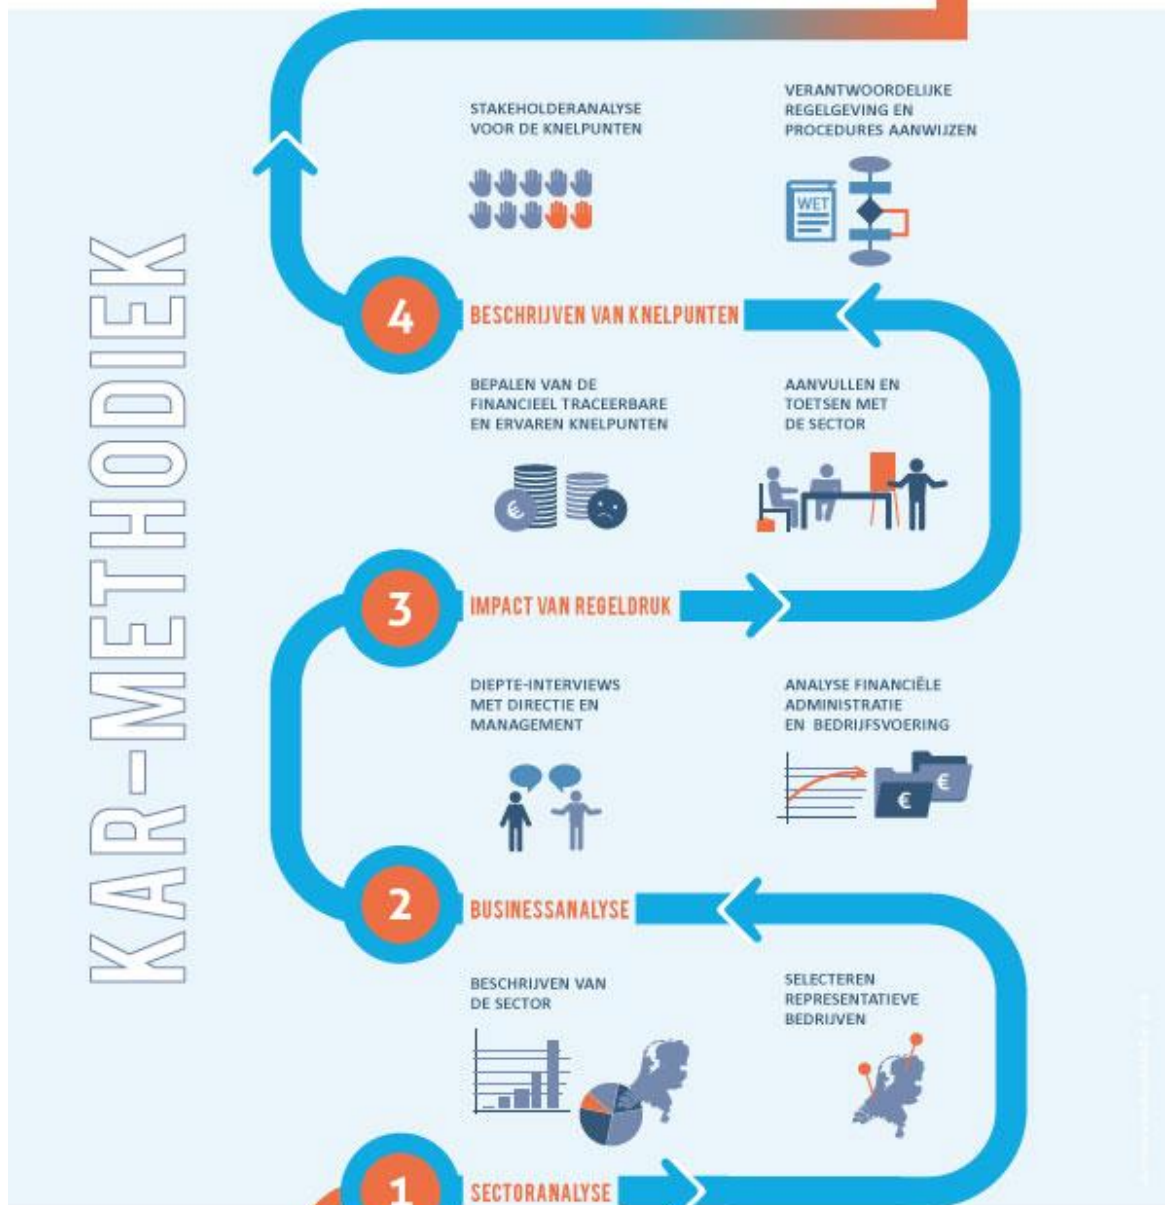 KAR-METHODIEK
STAKEHOLDERANALYSE
VOOR DE KNELPUNTEN
VERANTWOORDELIJKE
REGELGEVING EN
PROCEDURES AANWIJZEN
WET
4
BESCHRIJVEN VAN KNELPUNTEN
BEPALEN VAN DE
FINANCIEEL TRACEERBARE
EN ERVAREN KNELPUNTEN
€
AANVULLEN EN
TOETSEN MET
DE SECTOR
3
IMPACT VAN REGELDRUK
DIEPTE-INTERVIEWS
MET DIRECTIE EN
MANAGEMENT
ANALYSE FINANCIËLE
ADMINISTRATIE
EN BEDRIJFSVOERING
€
€
2
BUSINESSANALYSE
BESCHRIJVEN VAN
DE SECTOR
SELECTEREN
REPRESENTATIEVE
BEDRIJVEN
1
SECTORANALYSE